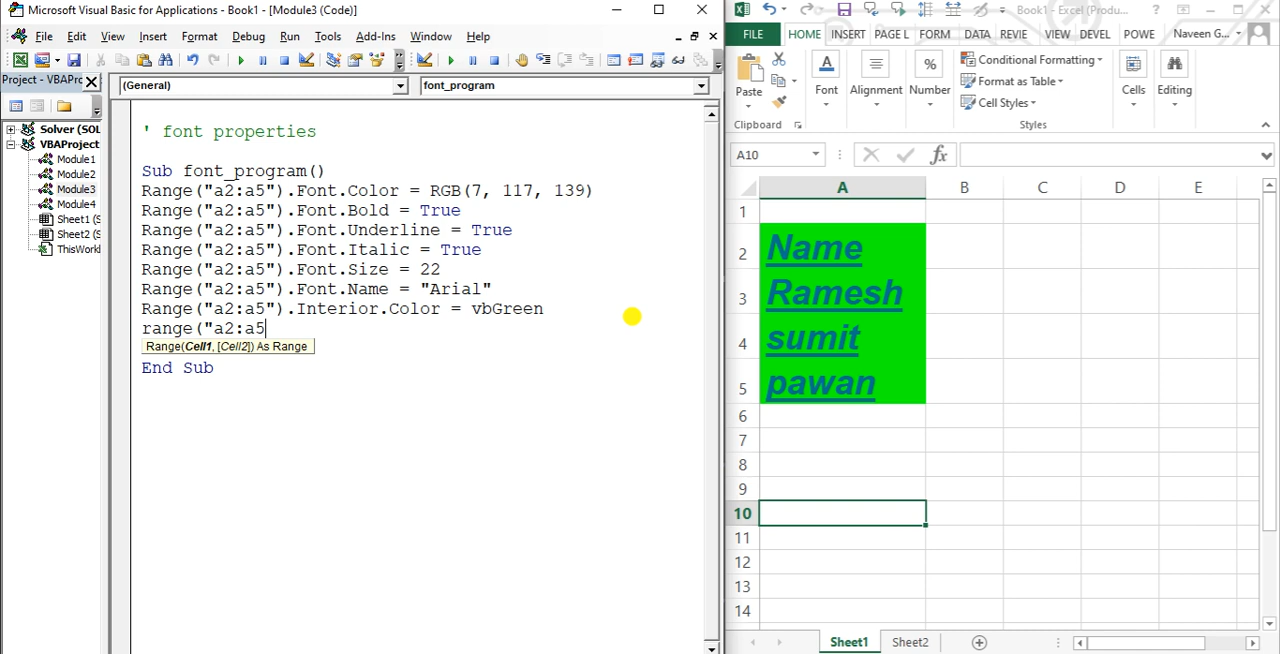 Microsoft Visual Basic for Applications - Book1 - [Module3 (Code)]
File Edit View Insert Format Debug Run Tools Add-Ins Window Help
Project - VBAPro
(General)
font_program
Solver (SOL
VBAProject
Module1
Module2
Module3
Module4
Sheet1 (S
Sheet2 (S
ThisWorkl
' font properties
Sub font_program()
Range("a2:a5").Font.Color = RGB(7, 117, 139)
Range("a2:a5").Font.Bold = True
Range("a2:a5").Font.Underline = True
Range("a2:a5").Font.Italic = True
Range("a2:a5").Font.Size = 22
Range("a2:a5").Font.Name = "Arial"
Range("a2:a5").Interior.Color = vbGreen
range("a2:a5
Range(Cell1, [Cell2]) As Range
End Sub
Book1 - Excel (Produ...
FILE HOME INSERT PAGE L FORM DATA REVIE VIEW DEVEL POWE Naveen G...
Paste
Font
Alignment
Number
Conditional Formatting
Format as Table
Cell Styles
Cells
Editing
Clipboard
Styles
A10
fx
A B C D E
1
2 Name
3 Ramesh
4 sumit
5 pawan
6
7
8
9
10
11
12
13
14
Sheet1 Sheet2